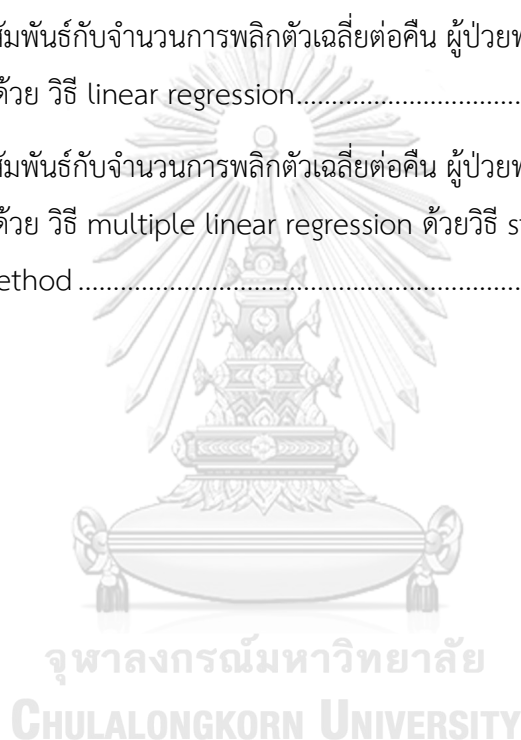 สัมพันธ์กับจำนวนการพลิกตัวเฉลี่ยต่อคืน ผู้ป่วย
ด้วย วิธี linear regression...............................
สัมพันธ์กับจำนวนการพลิกตัวเฉลี่ยต่อคืน ผู้ป่วย
ด้วย วิธี multiple linear regression ด้วยวิธี
ethod ....................................................................
จุฬาลงกรณ์มหาวิทยาลัย
CHULALONGKORN UNIVERSITY